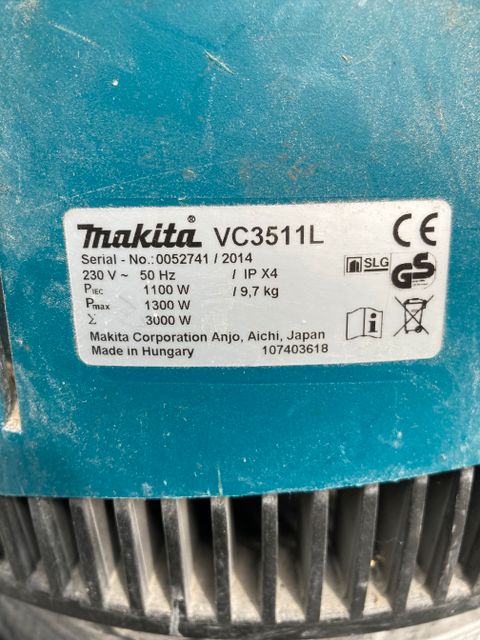 makita® VC3511L CE
Serial - No.: 0052741 / 2014
230 V ~ 50 Hz / IP X4
PIEC 1100 W / 9,7 kg
Pmax 1300 W
Σ 3000 W
SLG GS
Makita Corporation Anjo, Aichi, Japan
Made in Hungary 107403618